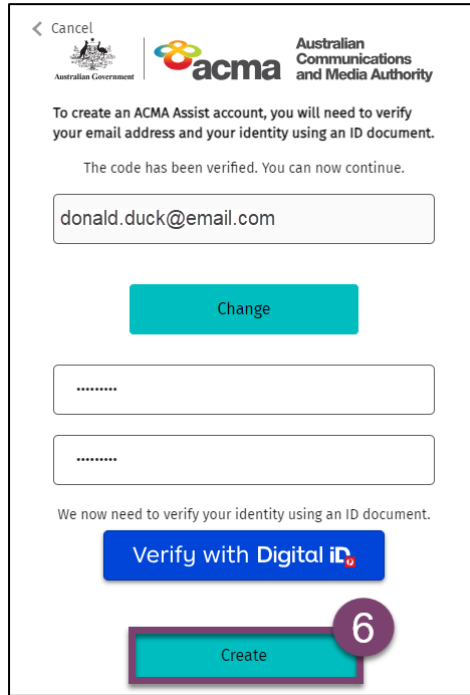 Cancel
Australian Government
acma
Australian
Communications
and Media Authority
To create an ACMA Assist account, you will need to verify
your email address and your identity using an ID document.
The code has been verified. You can now continue.
donald.duck@email.com
Change
•••••••••
•••••••••
We now need to verify your identity using an ID document.
Verify with Digital iD
6
Create